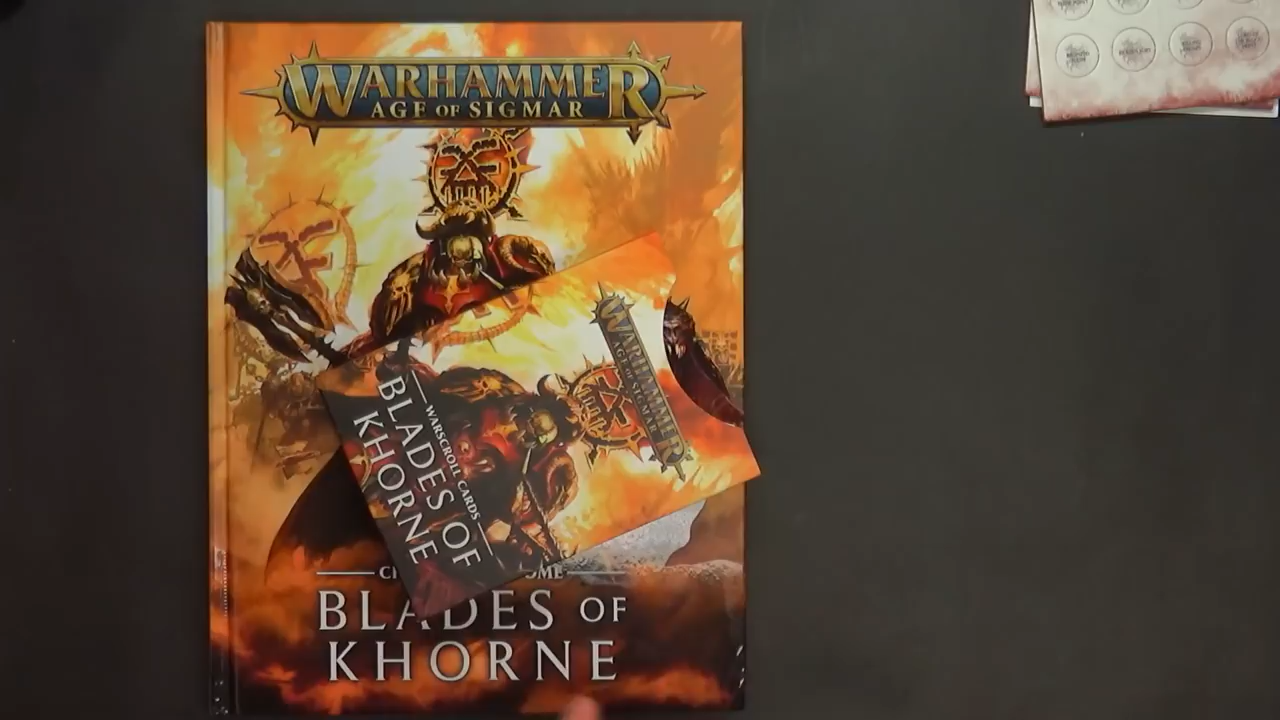 WARHAMMER
AGE OF SIGMAR
WARHAMMER
AGE OF SIGMAR
WARSCROLL CARDS
BLADES OF
KHORNE
BLADES OF
KHORNE